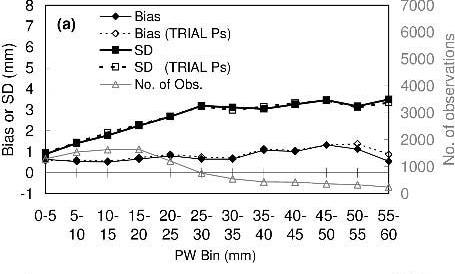 (a)
Bias
Bias (TRIAL Ps)
SD
SD (TRIAL Ps)
No. of Obs.
Bias or SD (mm)
8
7
6
5
4
3
2
1
0
-1
No. of observations
7000
6000
5000
4000
3000
2000
1000
0
0-5 5- 10- 15- 20- 25- 30- 35- 40- 45- 50- 55-
10 15 20 25 30 35 40 45 50 55 60
PW Bin (mm)